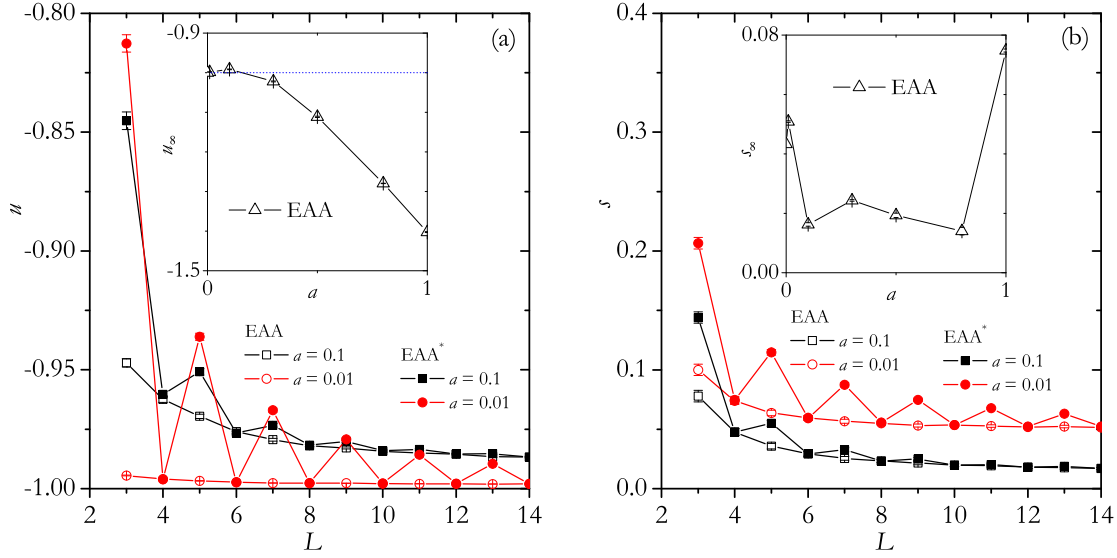 (a)
-0.80
-0.85
-0.90
-0.95
-1.00
u
2 4 6 8 10 12 14
L
-0.9
-1.5
u∞
0 1
a
EAA
EAA
a = 0.1
a = 0.01
EAA*
a = 0.1
a = 0.01
(b)
0.4
0.3
0.2
0.1
0.0
s
2 4 6 8 10 12 14
L
0.08
0.00
s∞
0 1
a
EAA
EAA
a = 0.1
a = 0.01
EAA*
a = 0.1
a = 0.01